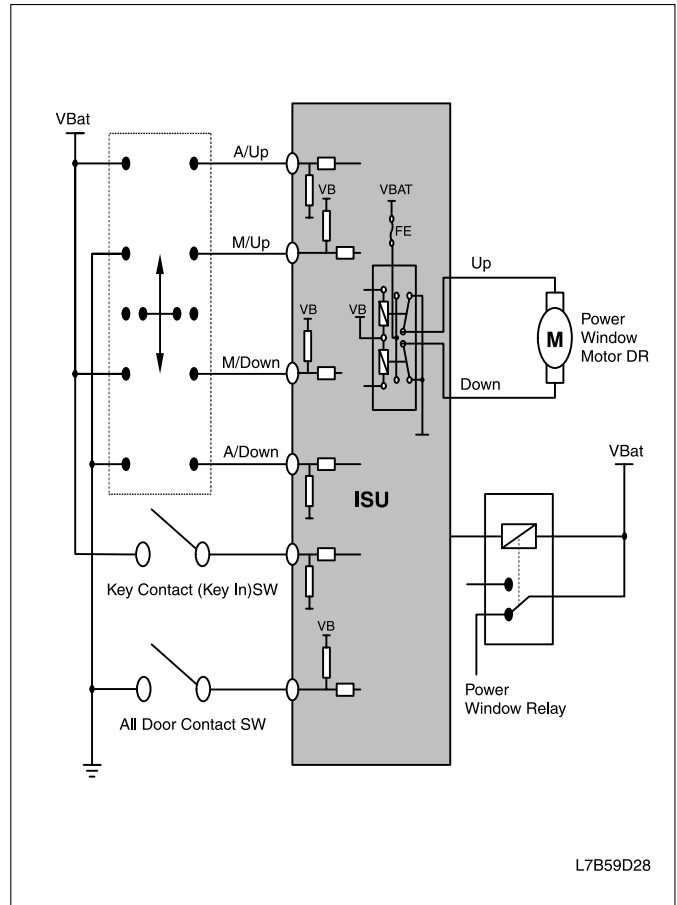 VBat
A/Up
VB
VBAT
FE
M/Up
Up
VB
VB
Power
Window
Motor DR
M
M/Down
Down
A/Down
VBat
ISU
Key Contact (Key In)SW
VB
Power
Window Relay
All Door Contact SW
L7B59D28